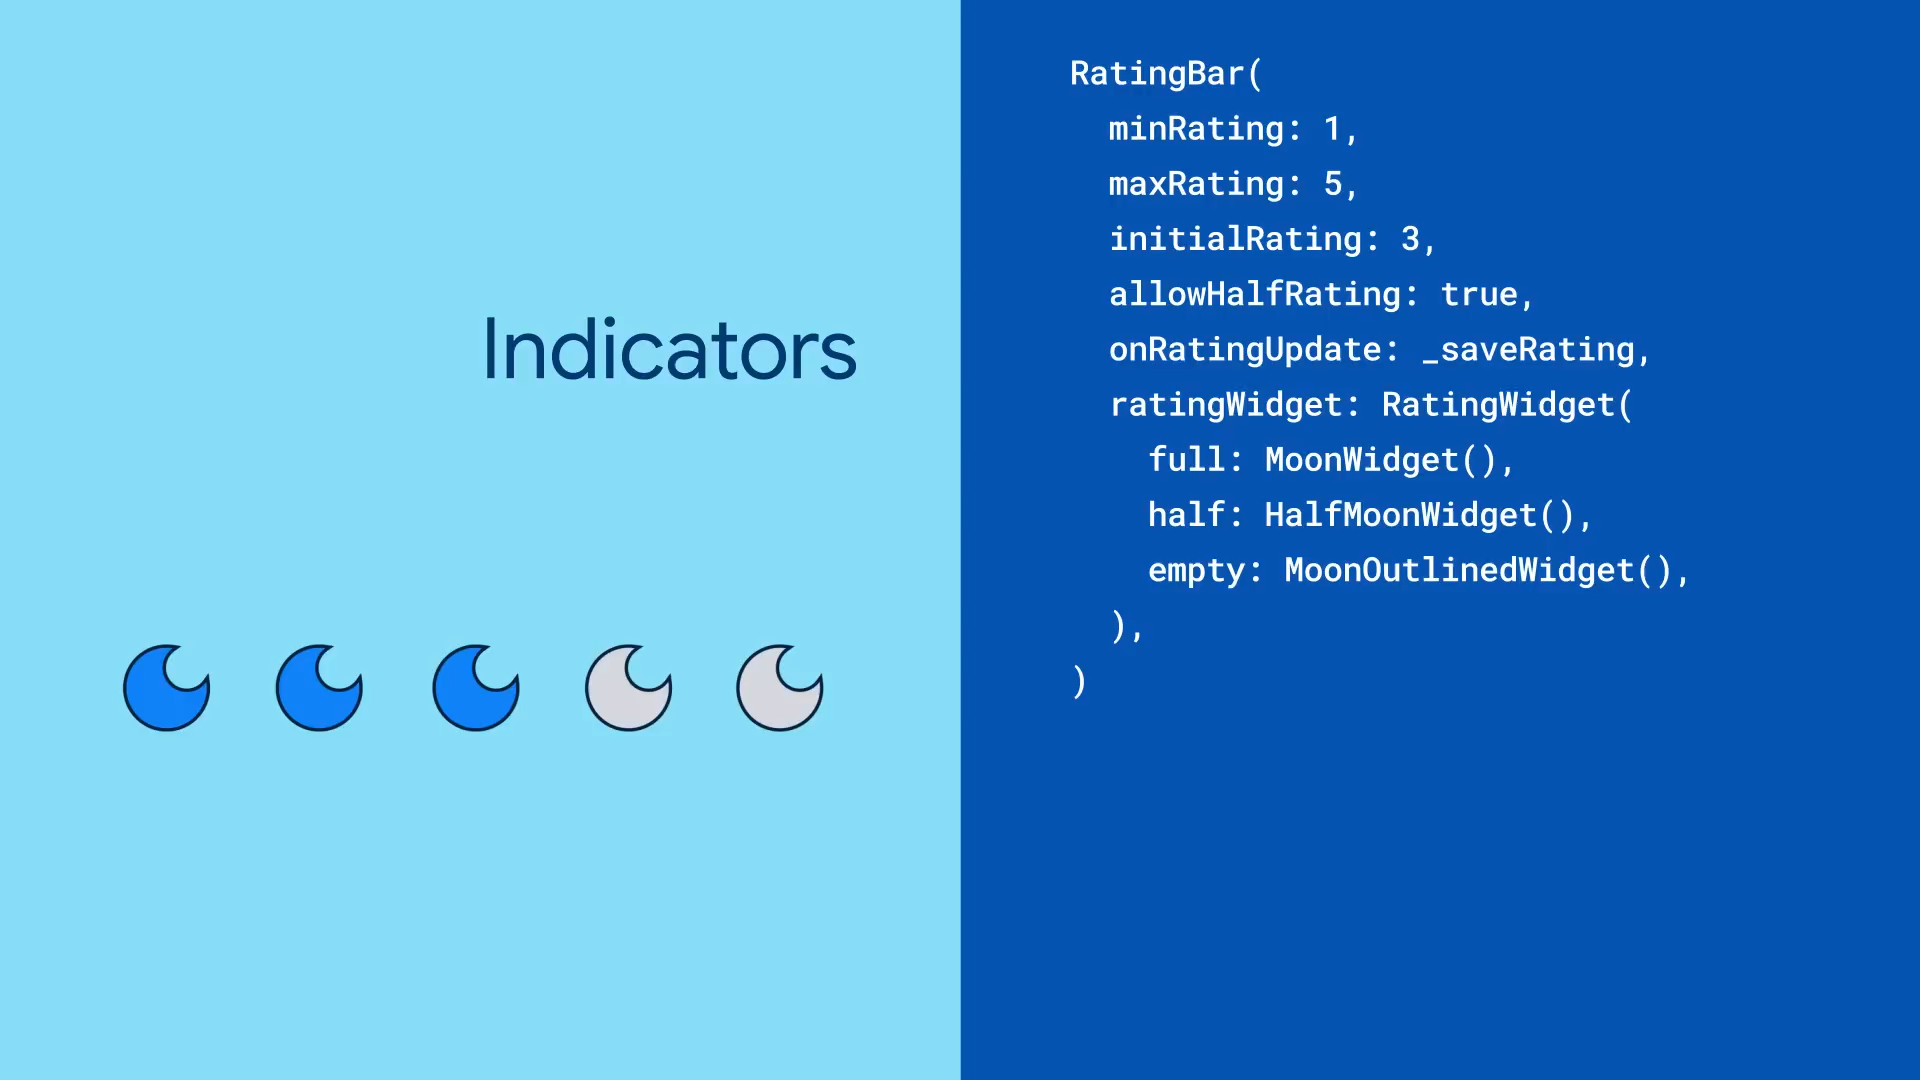 Indicators
RatingBar(
  minRating: 1,
  maxRating: 5,
  initialRating: 3,
  allowHalfRating: true,
  onRatingUpdate: _saveRating,
  ratingWidget: RatingWidget(
    full: MoonWidget(),
    half: HalfMoonWidget(),
    empty: MoonOutlinedWidget(),
  ),
)